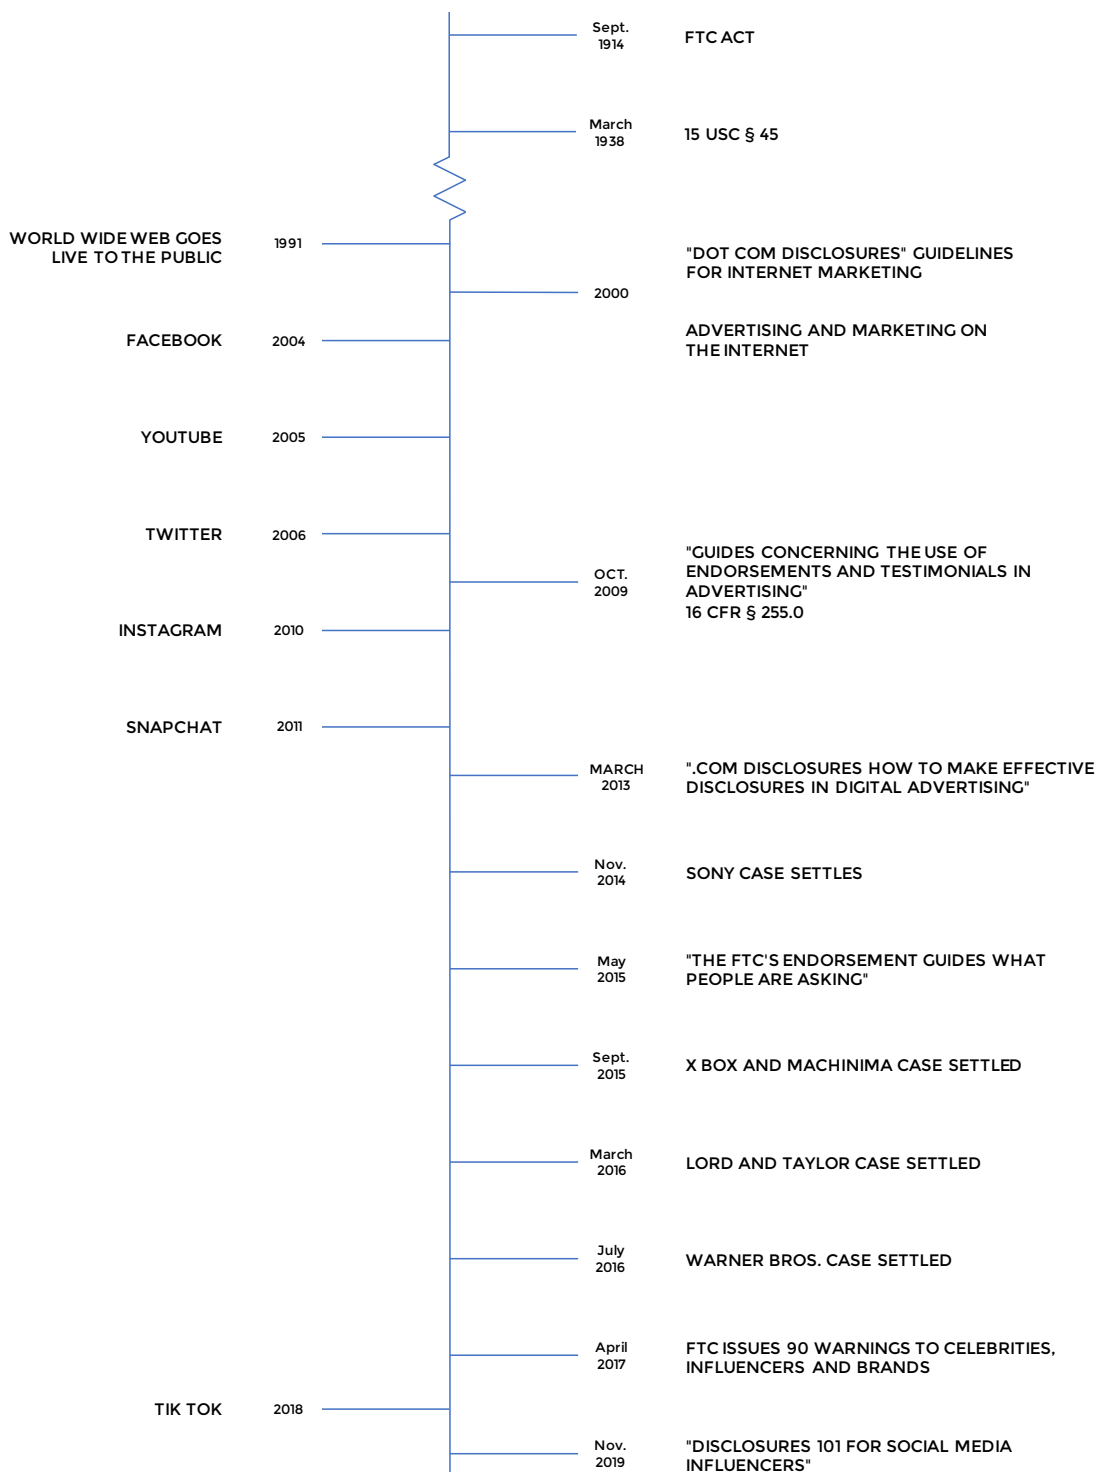 Sept.
1914
FTC ACT
March
1938
15 USC § 45
WORLD WIDE WEB GOES
LIVE TO THE PUBLIC
1991
"DOT COM DISCLOSURES" GUIDELINES
FOR INTERNET MARKETING
2000
ADVERTISING AND MARKETING ON
THE INTERNET
FACEBOOK
2004
YOUTUBE
2005
TWITTER
2006
OCT.
2009
"GUIDES CONCERNING THE USE OF
ENDORSEMENTS AND TESTIMONIALS IN
ADVERTISING"
16 CFR § 255.0
INSTAGRAM
2010
SNAPCHAT
2011
MARCH
2013
".COM DISCLOSURES HOW TO MAKE EFFECTIVE
DISCLOSURES IN DIGITAL ADVERTISING"
Nov.
2014
SONY CASE SETTLES
May
2015
"THE FTC'S ENDORSEMENT GUIDES WHAT
PEOPLE ARE ASKING"
Sept.
2015
X BOX AND MACHINIMA CASE SETTLED
March
2016
LORD AND TAYLOR CASE SETTLED
July
2016
WARNER BROS. CASE SETTLED
April
2017
FTC ISSUES 90 WARNINGS TO CELEBRITIES,
INFLUENCERS AND BRANDS
TIK TOK
2018
Nov.
2019
"DISCLOSURES 101 FOR SOCIAL MEDIA
INFLUENCERS"